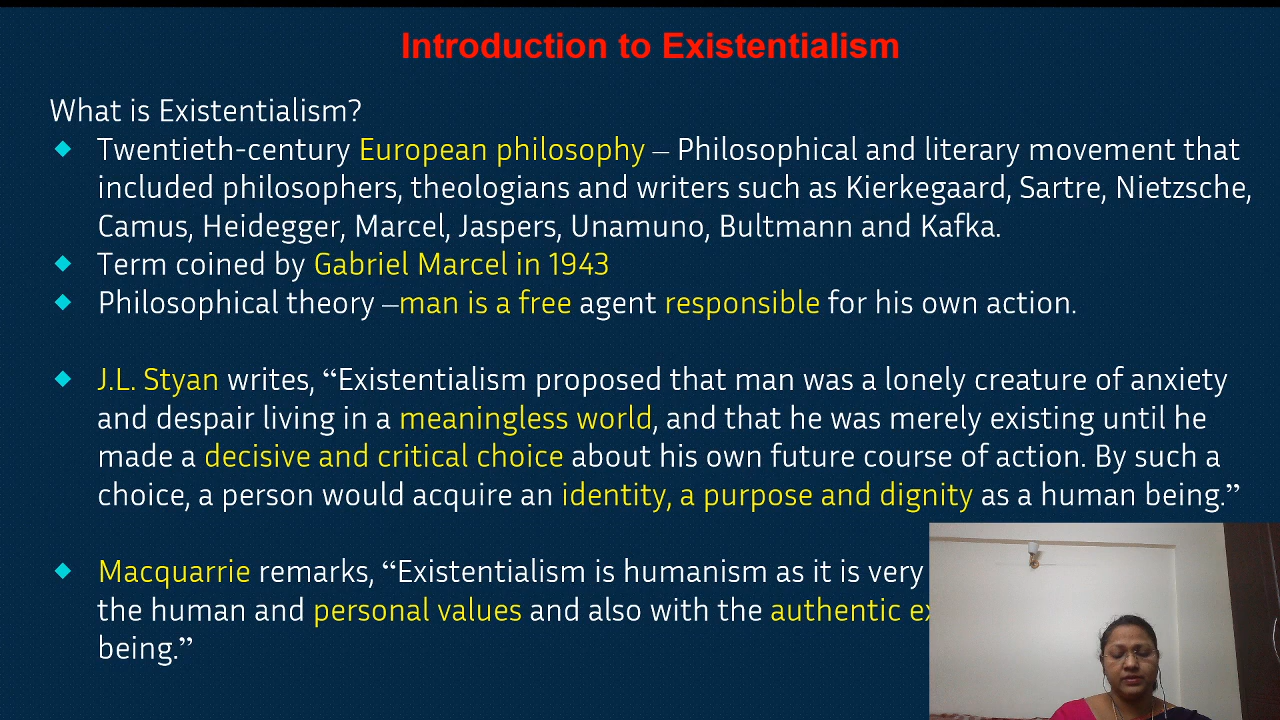 Introduction to Existentialism
What is Existentialism?
Twentieth-century European philosophy – Philosophical and literary movement that
included philosophers, theologians and writers such as Kierkegaard, Sartre, Nietzsche,
Camus, Heidegger, Marcel, Jaspers, Unamuno, Bultmann and Kafka.
Term coined by Gabriel Marcel in 1943
Philosophical theory –man is a free agent responsible for his own action.
J.L. Styan writes, “Existentialism proposed that man was a lonely creature of anxiety
and despair living in a meaningless world, and that he was merely existing until he
made a decisive and critical choice about his own future course of action. By such a
choice, a person would acquire an identity, a purpose and dignity as a human being.”
Macquarrie remarks, “Existentialism is humanism as it is very
the human and personal values and also with the authentic
being.”